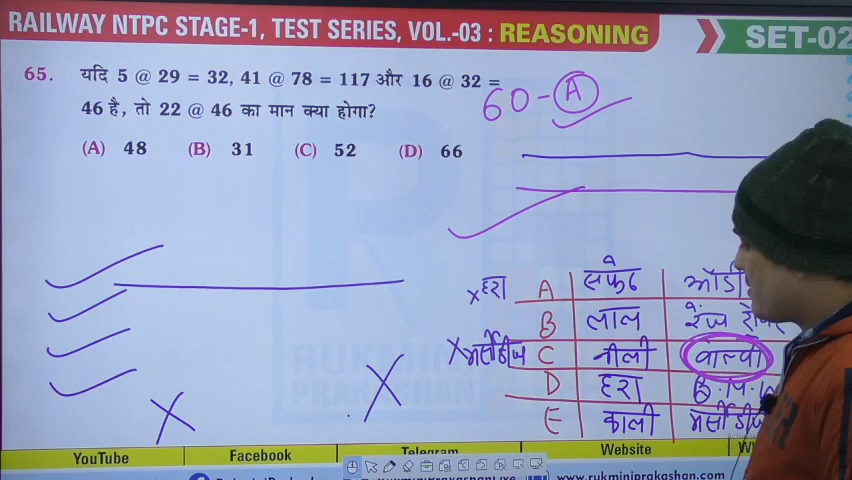 RAILWAY NTPC STAGE-1, TEST SERIES, VOL.-03 : REASONING
SET-02
65. यदि 5 @ 29 = 32, 41 @ 78 = 117 और 16 @ 32 =
46 है, तो 22 @ 46 का मान क्या होगा?
(A) 48 (B) 31 (C) 52 (D) 66
60-A
x हरा A सफेद
B लाल रेंज
x मर्सीडीज C नीली वाल्वो
D हरा B.M.W
E काली मर्सीडीज
RUKMINI
PRAKASHAN
YouTube Facebook Telegram Website
www.rukminiprakashan.com